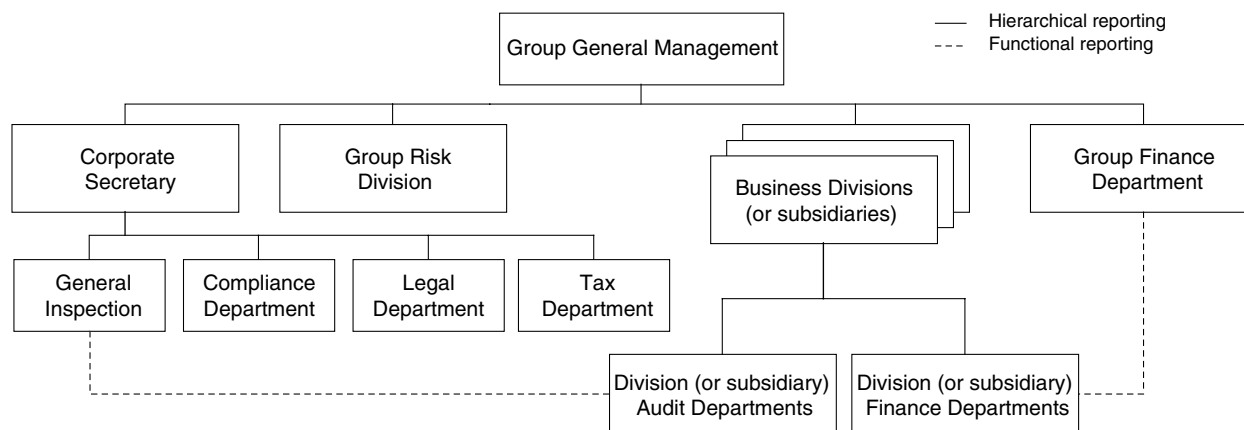 Group General Management
Hierarchical reporting
Functional reporting
Corporate
Secretary
Group Risk
Division
Business Divisions
(or subsidiaries)
Group Finance
Department
General
Inspection
Compliance
Department
Legal
Department
Tax
Department
Division (or subsidiary)
Audit Departments
Division (or subsidiary)
Finance Departments